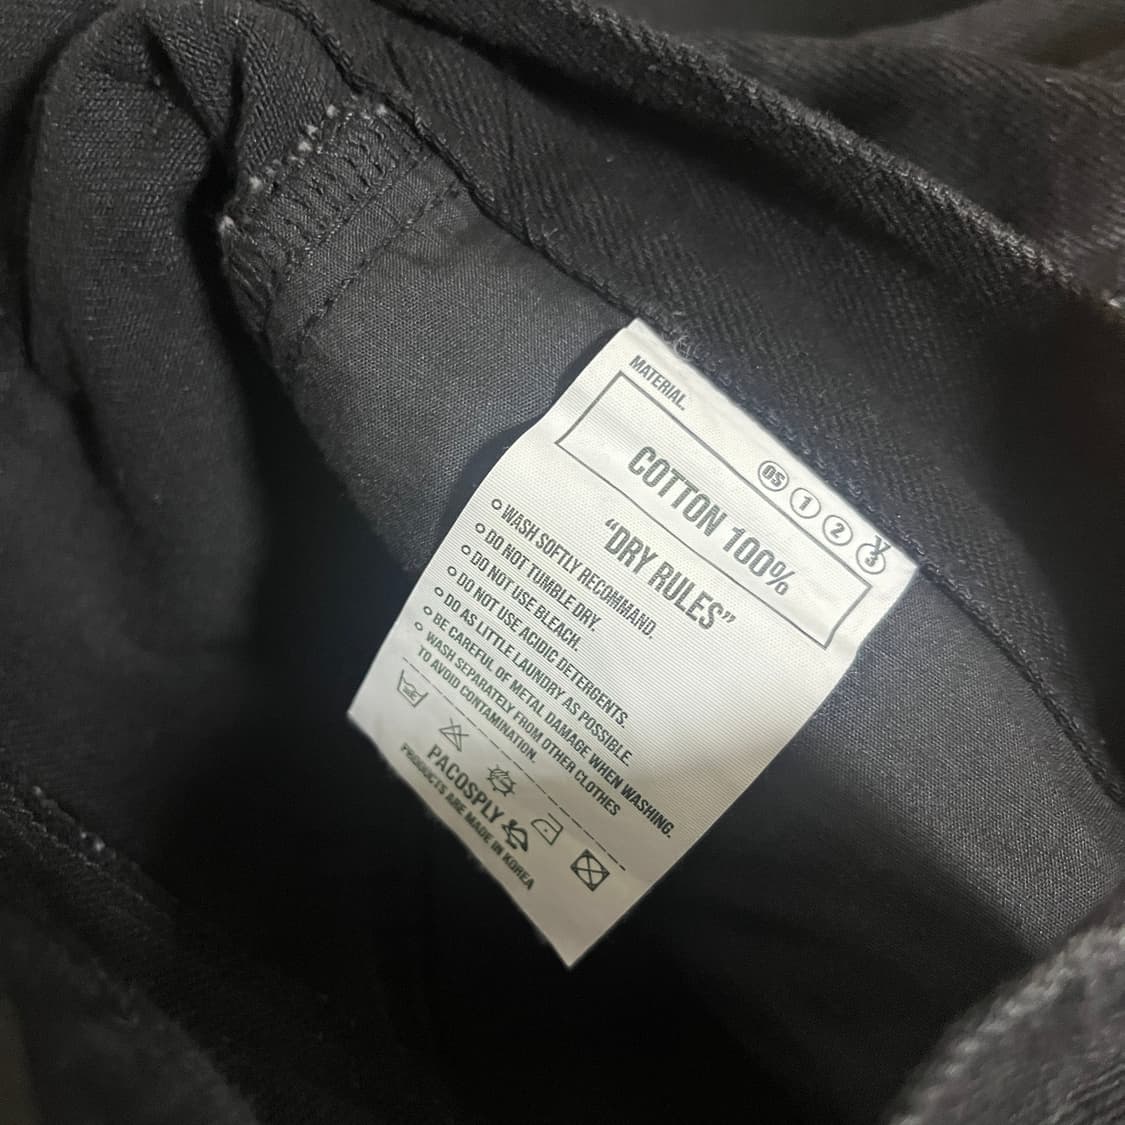 MATERIAL.
OS 1 2 3
COTTON 100%
“DRY RULES”
WASH SOFTLY RECOMMAND.
DO NOT TUMBLE DRY.
DO NOT USE BLEACH.
DO NOT USE ACIDIC DETERGENTS.
DO AS LITTLE LAUNDRY AS POSSIBLE.
BE CAREFUL OF METAL DAMAGE WHEN WASHING.
WASH SEPARATELY FROM OTHER CLOTHES
TO AVOID CONTAMINATION.
PACOSPLY
PRODUCTS ARE MADE IN KOREA